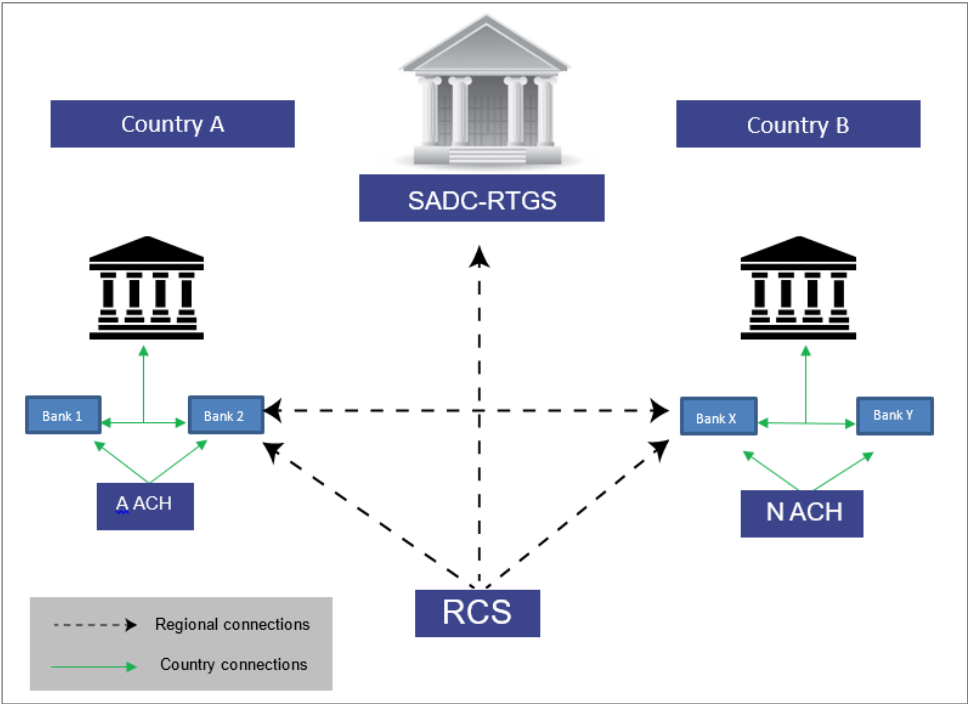 Country A
Country B
SADC-RTGS
Bank 1
Bank 2
Bank X
Bank Y
A ACH
N ACH
RCS
Regional connections
Country connections